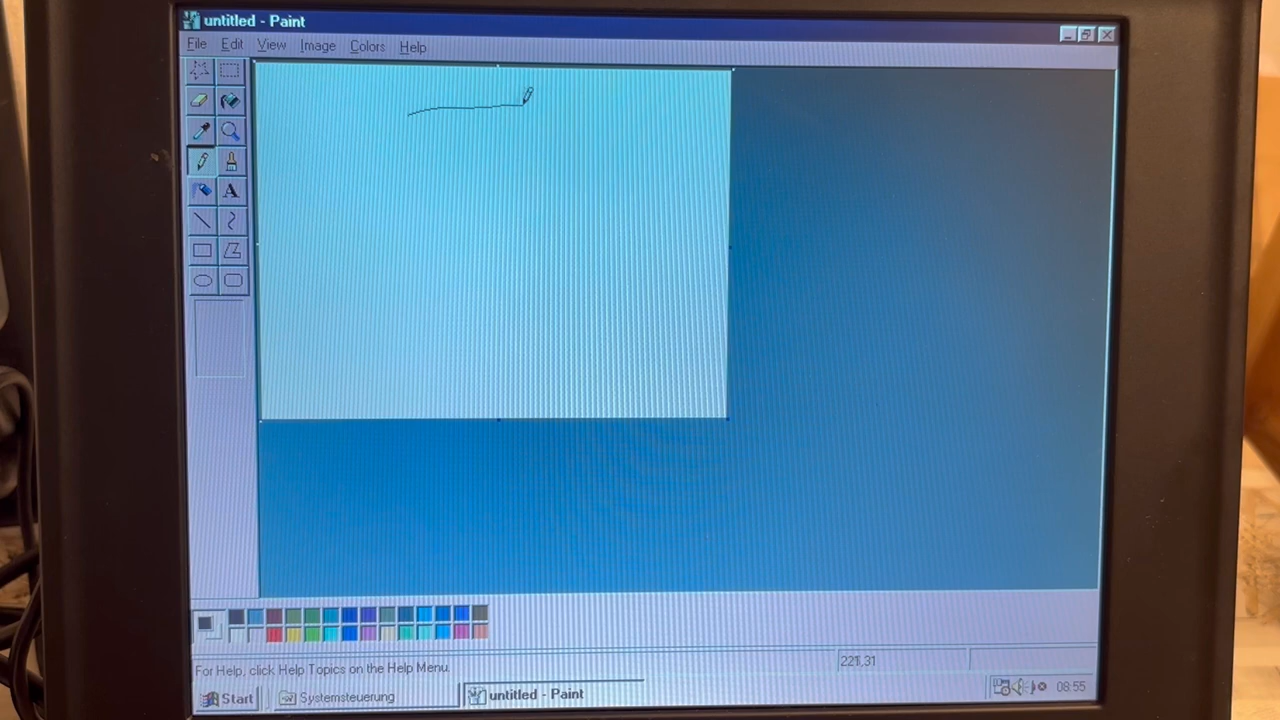 untitled - Paint
File Edit View Image Colors Help
A
For Help, click Help Topics on the Help Menu.
221,31
Start Systemsteuerung untitled - Paint 08:55